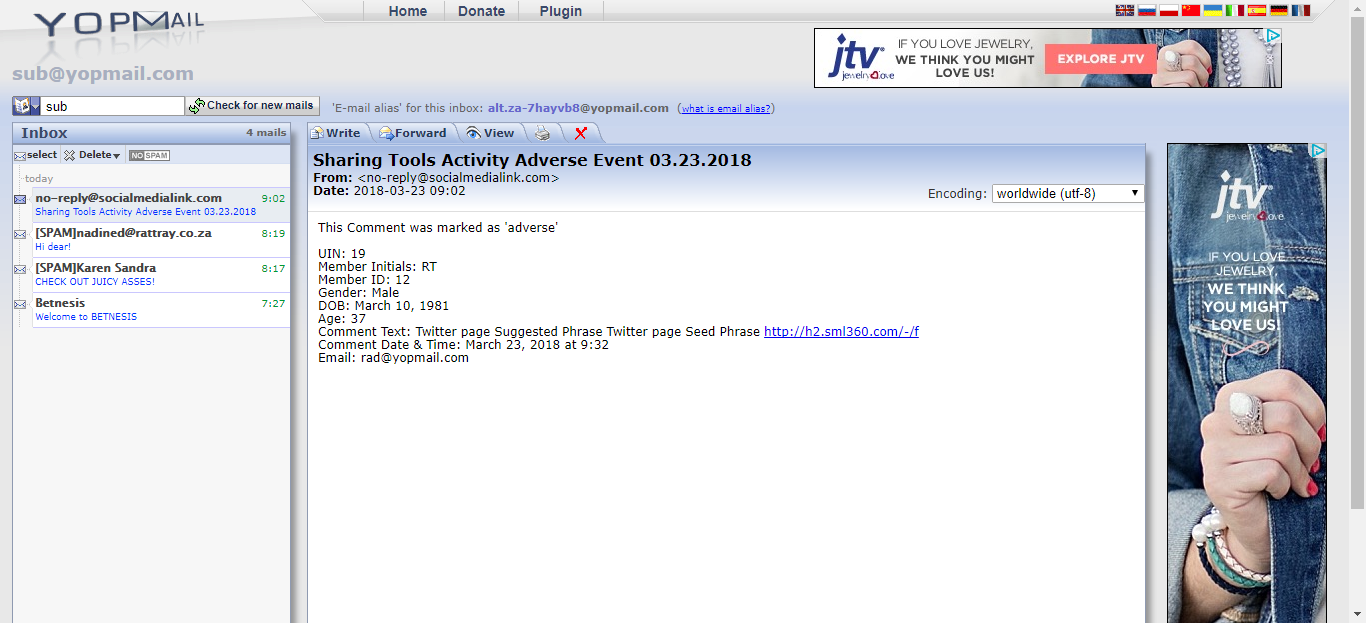 YOPMAIL
Home
Donate
Plugin
sub@yopmail.com
jtv
jewelry love
IF YOU LOVE JEWELRY,
WE THINK YOU MIGHT
LOVE US!
EXPLORE JTV
sub
Check for new mails
'E-mail alias' for this inbox: alt.za-7hayvb8@yopmail.com (what is email alias?)
Inbox
4 mails
Write
Forward
View
select
Delete
NO SPAM
today
no-reply@socialmedialink.com 9:02
Sharing Tools Activity Adverse Event 03.23.2018
[SPAM]nadined@rattray.co.za 8:19
Hi dear!
[SPAM]Karen Sandra 8:17
CHECK OUT JUICY ASSES!
Betnesis 7:27
Welcome to BETNESIS
Sharing Tools Activity Adverse Event 03.23.2018
From: <no-reply@socialmedialink.com>
Date: 2018-03-23 09:02
Encoding: worldwide (utf-8)
This Comment was marked as 'adverse'
UIN: 19
Member Initials: RT
Member ID: 12
Gender: Male
DOB: March 10, 1981
Age: 37
Comment Text: Twitter page Suggested Phrase Twitter page Seed Phrase http://h2.sml360.com/-/f
Comment Date & Time: March 23, 2018 at 9:32
Email: rad@yopmail.com
jtv
jewelry love
IF YOU LOVE
JEWELRY,
WE THINK
YOU MIGHT
LOVE US!